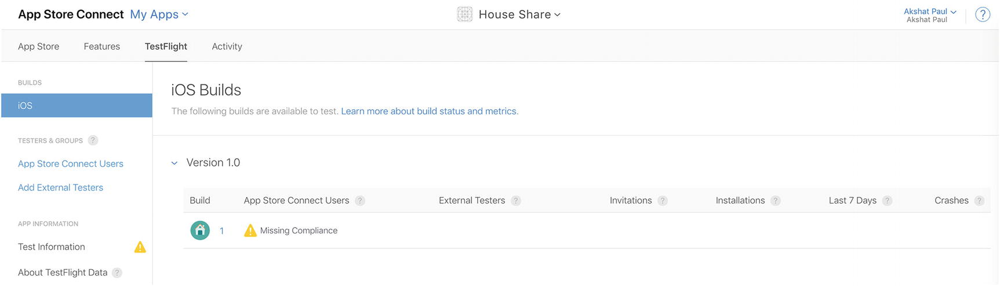 App Store Connect My Apps
House Share
Akshat Paul
Akshat Paul
?
App Store Features TestFlight Activity
BUILDS
iOS
TESTERS & GROUPS ?
App Store Connect Users
Add External Testers
APP INFORMATION
Test Information
About TestFlight Data ?
iOS Builds
The following builds are available to test. Learn more about build status and metrics.
Version 1.0
Build App Store Connect Users ? External Testers ? Invitations ? Installations ? Last 7 Days ? Crashes ?
1 Missing Compliance